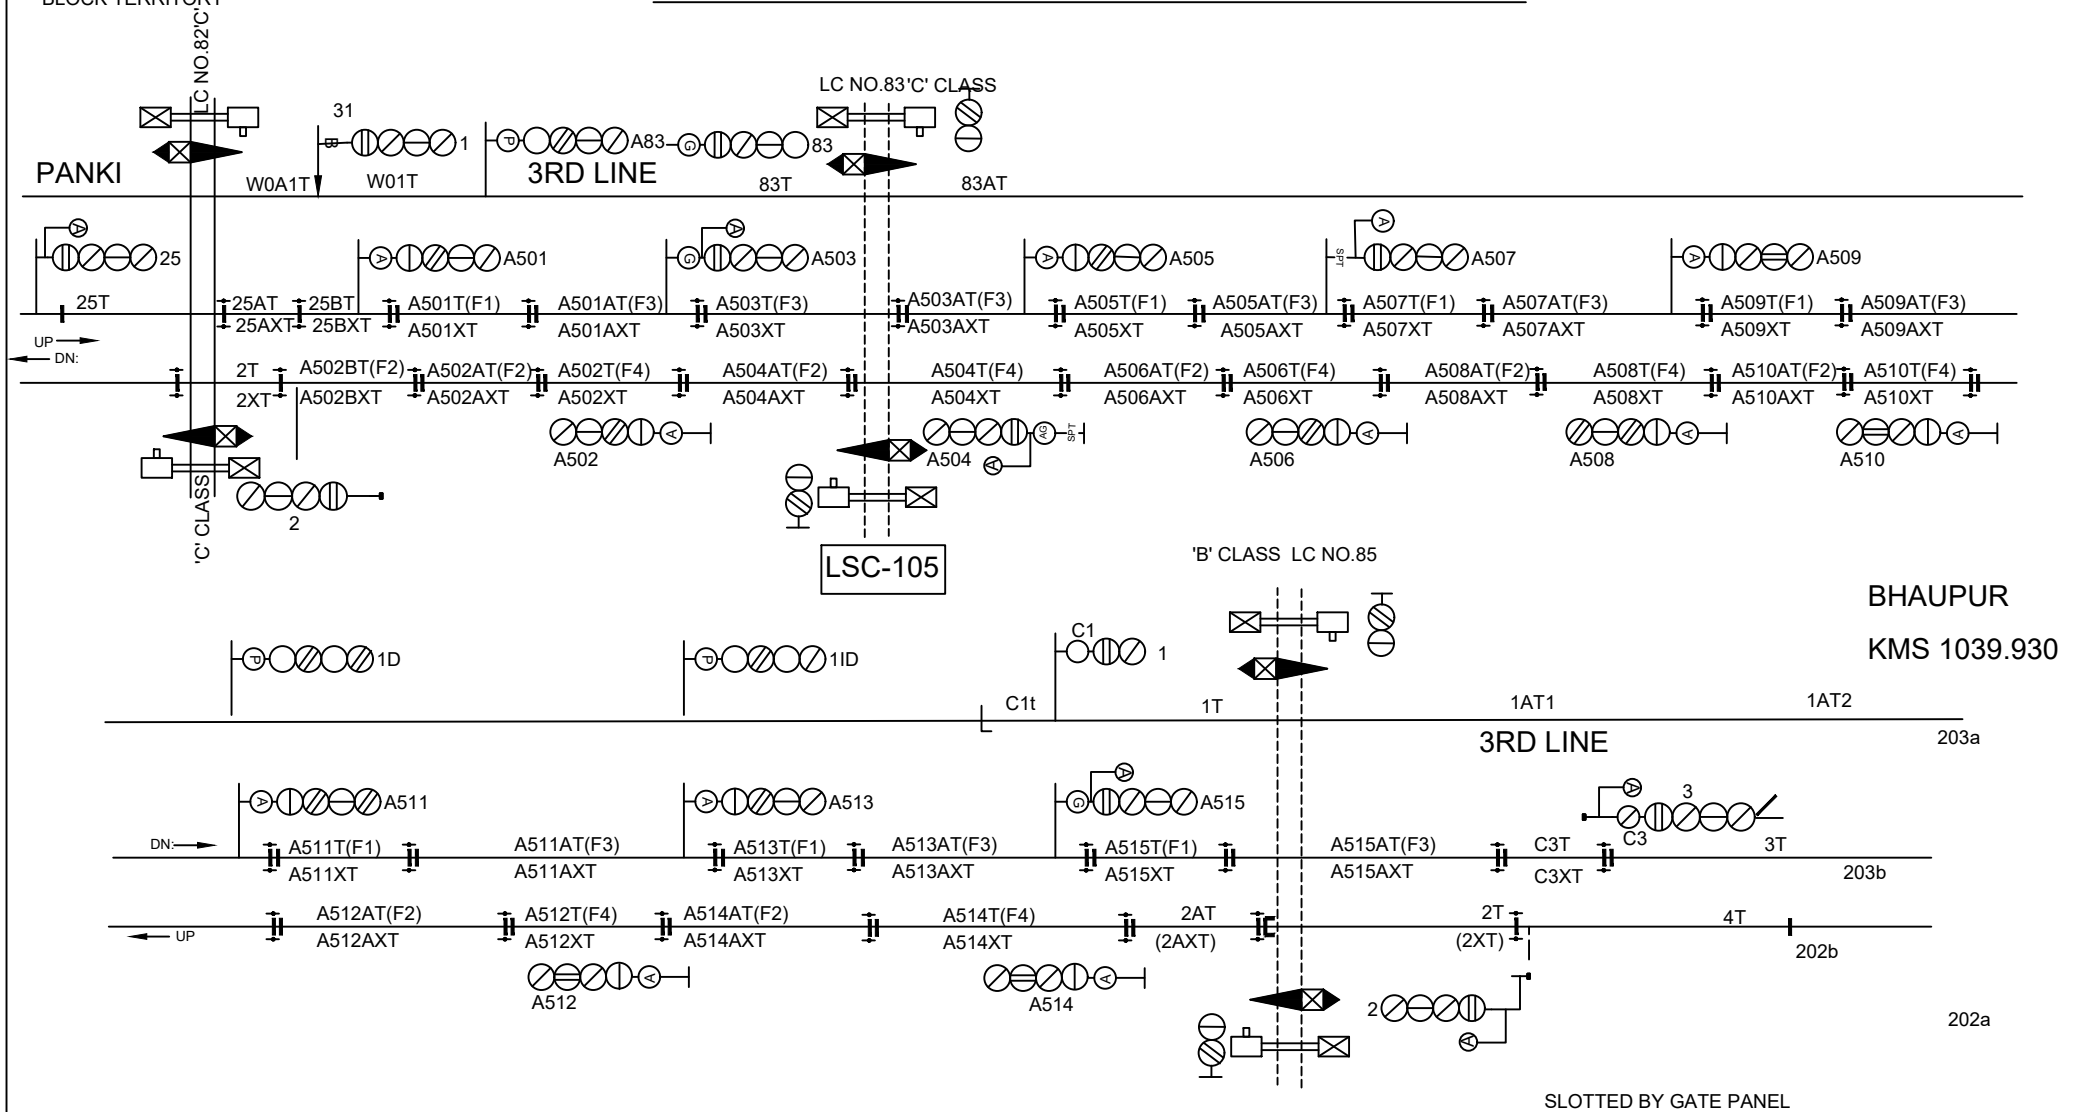 BLOCK TERRITORY
LC NO.82'C'
LC NO.83'C' CLASS
31
B
1
P
A83
G
83
PANKI
W0A1T
W01T
3RD LINE
83T
83AT
A
25
A
A501
G
A
A503
A
A505
SPT
A
A507
A
A509
25T
25AT
25BT
A501T(F1)
A501AT(F3)
A503T(F3)
A503AT(F3)
A505T(F1)
A505AT(F3)
A507T(F1)
A507AT(F3)
A509T(F1)
A509AT(F3)
25AXT
25BXT
A501XT
A501AXT
A503XT
A503AXT
A505XT
A505AXT
A507XT
A507AXT
A509XT
A509AXT
UP
DN:
2T
A502BT(F2)
A502AT(F2)
A502T(F4)
A504AT(F2)
A504T(F4)
A506AT(F2)
A506T(F4)
A508AT(F2)
A508T(F4)
A510AT(F2)
A510T(F4)
2XT
A502BXT
A502AXT
A502XT
A504AXT
A504XT
A506AXT
A506XT
A508AXT
A508XT
A510AXT
A510XT
A
A502
AG
SPT
A
A504
A
A506
A
A508
A
A510
2
'C' CLASS
LSC-105
'B' CLASS LC NO.85
BHAUPUR
KMS 1039.930
P
1D
P
1ID
C1
1
C1t
1T
1AT1
1AT2
3RD LINE
203a
A
A511
A
A513
G
A
A515
A
3
C3
DN:
A511T(F1)
A511AT(F3)
A513T(F1)
A513AT(F3)
A515T(F1)
A515AT(F3)
C3T
3T
A511XT
A511AXT
A513XT
A513AXT
A515XT
A515AXT
C3XT
203b
UP
A512AT(F2)
A512T(F4)
A514AT(F2)
A514T(F4)
2AT
2T
4T
A512AXT
A512XT
A514AXT
A514XT
(2AXT)
(2XT)
202b
A
A512
A
A514
2
A
202a
SLOTTED BY GATE PANEL